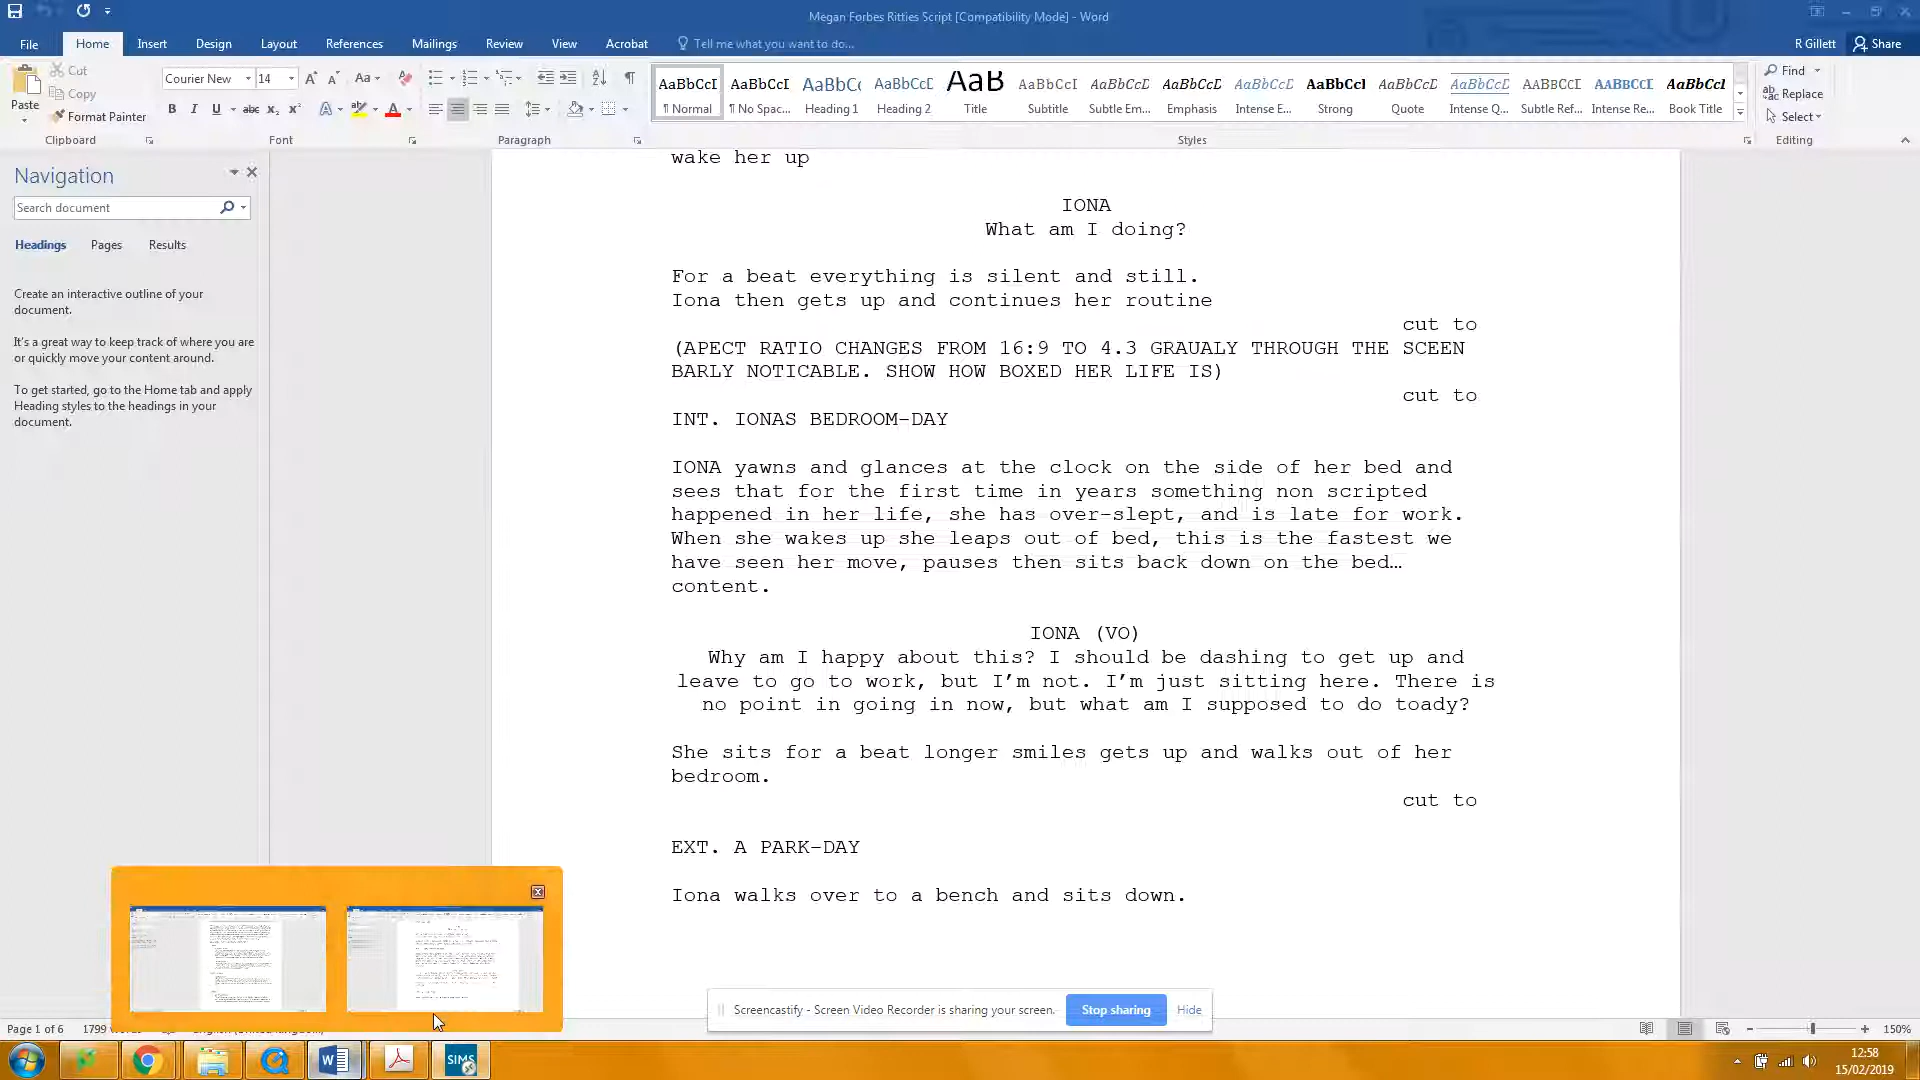 Megan Forbes Ritties Script [Compatibility Mode] - Word
File Home Insert Design Layout References Mailings Review View Acrobat Tell me what you want to do... R Gillett Share
Paste Cut Copy Format Painter
Courier New 14
AaBbCcI AaBbCcI AaBbCc AaBbCcI AaB AaBbCcI AaBbCcI AaBbCcI AaBbCcI AaBbCcI AaBbCcI AaBbCcI AABBCCI AABBCCI AaBbCcI
¶ Normal ¶ No Spac... Heading 1 Heading 2 Title Subtitle Subtle Em... Emphasis Intense E... Strong Quote Intense Q... Subtle Ref... Intense Re... Book Title
Find
Replace
Select
Clipboard Font Paragraph Styles Editing
Navigation
Search document
Headings Pages Results
Create an interactive outline of your
document.
It's a great way to keep track of where you are
or quickly move your content around.
To get started, go to the Home tab and apply
Heading styles to the headings in your
document.
wake her up
IONA
What am I doing?
For a beat everything is silent and still.
Iona then gets up and continues her routine
cut to
(APECT RATIO CHANGES FROM 16:9 TO 4.3 GRAUALY THROUGH THE SCEEN
BARLY NOTICABLE. SHOW HOW BOXED HER LIFE IS)
cut to
INT. IONAS BEDROOM-DAY
IONA yawns and glances at the clock on the side of her bed and
sees that for the first time in years something non scripted
happened in her life, she has over-slept, and is late for work.
When she wakes up she leaps out of bed, this is the fastest we
have seen her move, pauses then sits back down on the bed…
content.
IONA (VO)
Why am I happy about this? I should be dashing to get up and
leave to go to work, but I’m not. I’m just sitting here. There is
no point in going in now, but what am I supposed to do toady?
She sits for a beat longer smiles gets up and walks out of her
bedroom.
cut to
EXT. A PARK-DAY
Iona walks over to a bench and sits down.
Screencastify - Screen Video Recorder is sharing your screen. Stop sharing Hide
Page 1 of 6 1799 150%
SIMS
12:58
15/02/2019